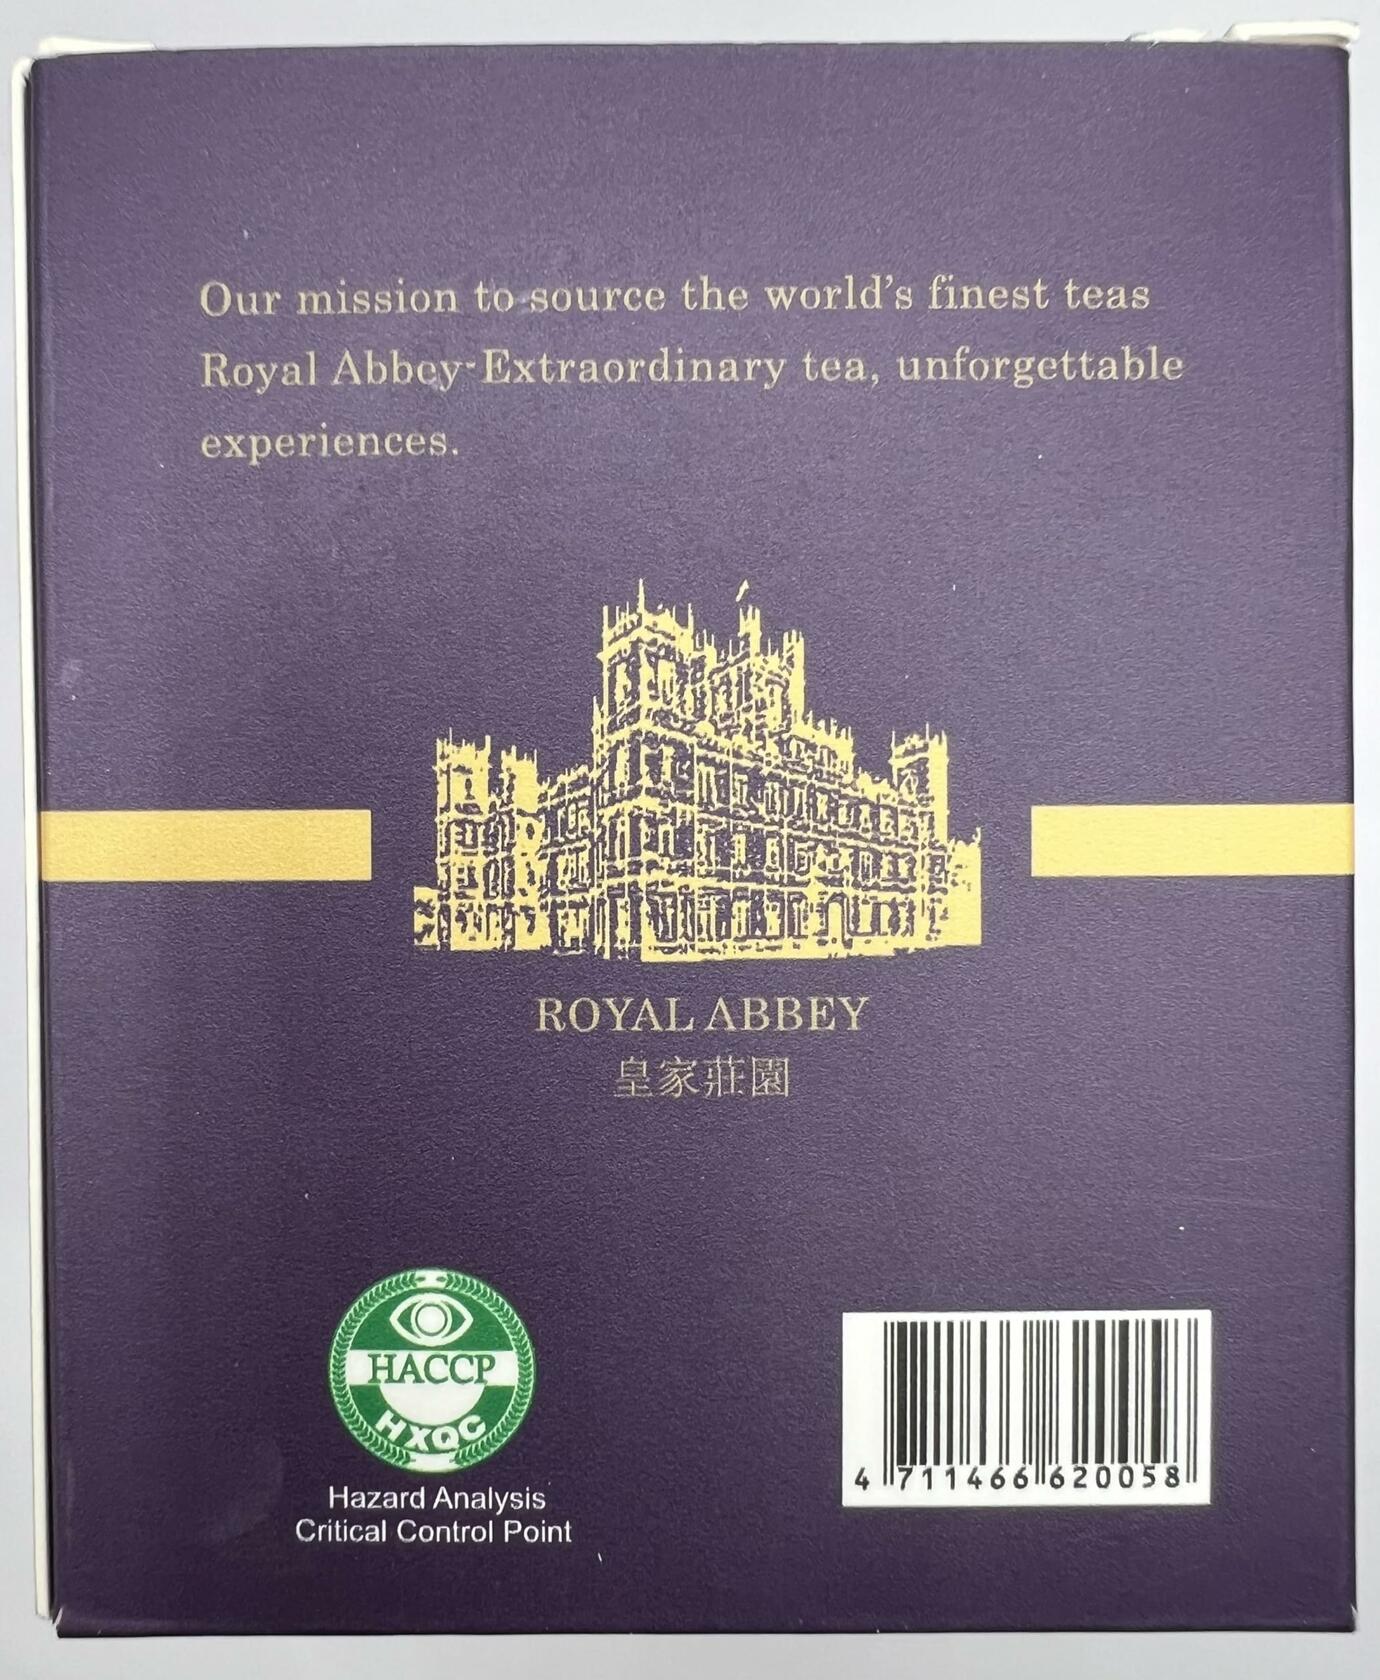 Our mission to source the world's finest teas
Royal Abbey-Extraordinary tea, unforgettable
experiences.
ROYAL ABBEY
皇家莊園
HACCP
HXQC
Hazard Analysis
Critical Control Point
4 711466 620058